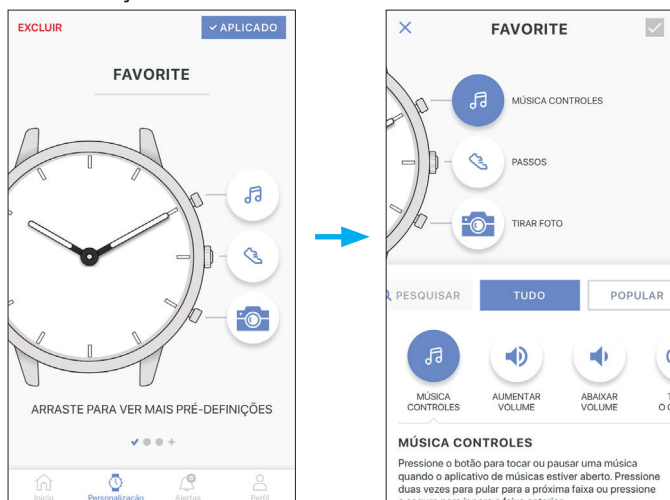 EXCLUIR
✓ APLICADO
FAVORITE
ARRASTE PARA VER MAIS PRÉ-DEFINIÇÕES
Início
Personalização
Alertas
Perfil
FAVORITE
MÚSICA CONTROLES
PASSOS
TIRAR FOTO
PESQUISAR
TUDO
POPULAR
MÚSICA
CONTROLES
AUMENTAR
VOLUME
ABAIXAR
VOLUME
MÚSICA CONTROLES
Pressione o botão para tocar ou pausar uma música
quando o aplicativo de músicas estiver aberto. Pressione
duas vezes para pular para a próxima faixa ou pressione